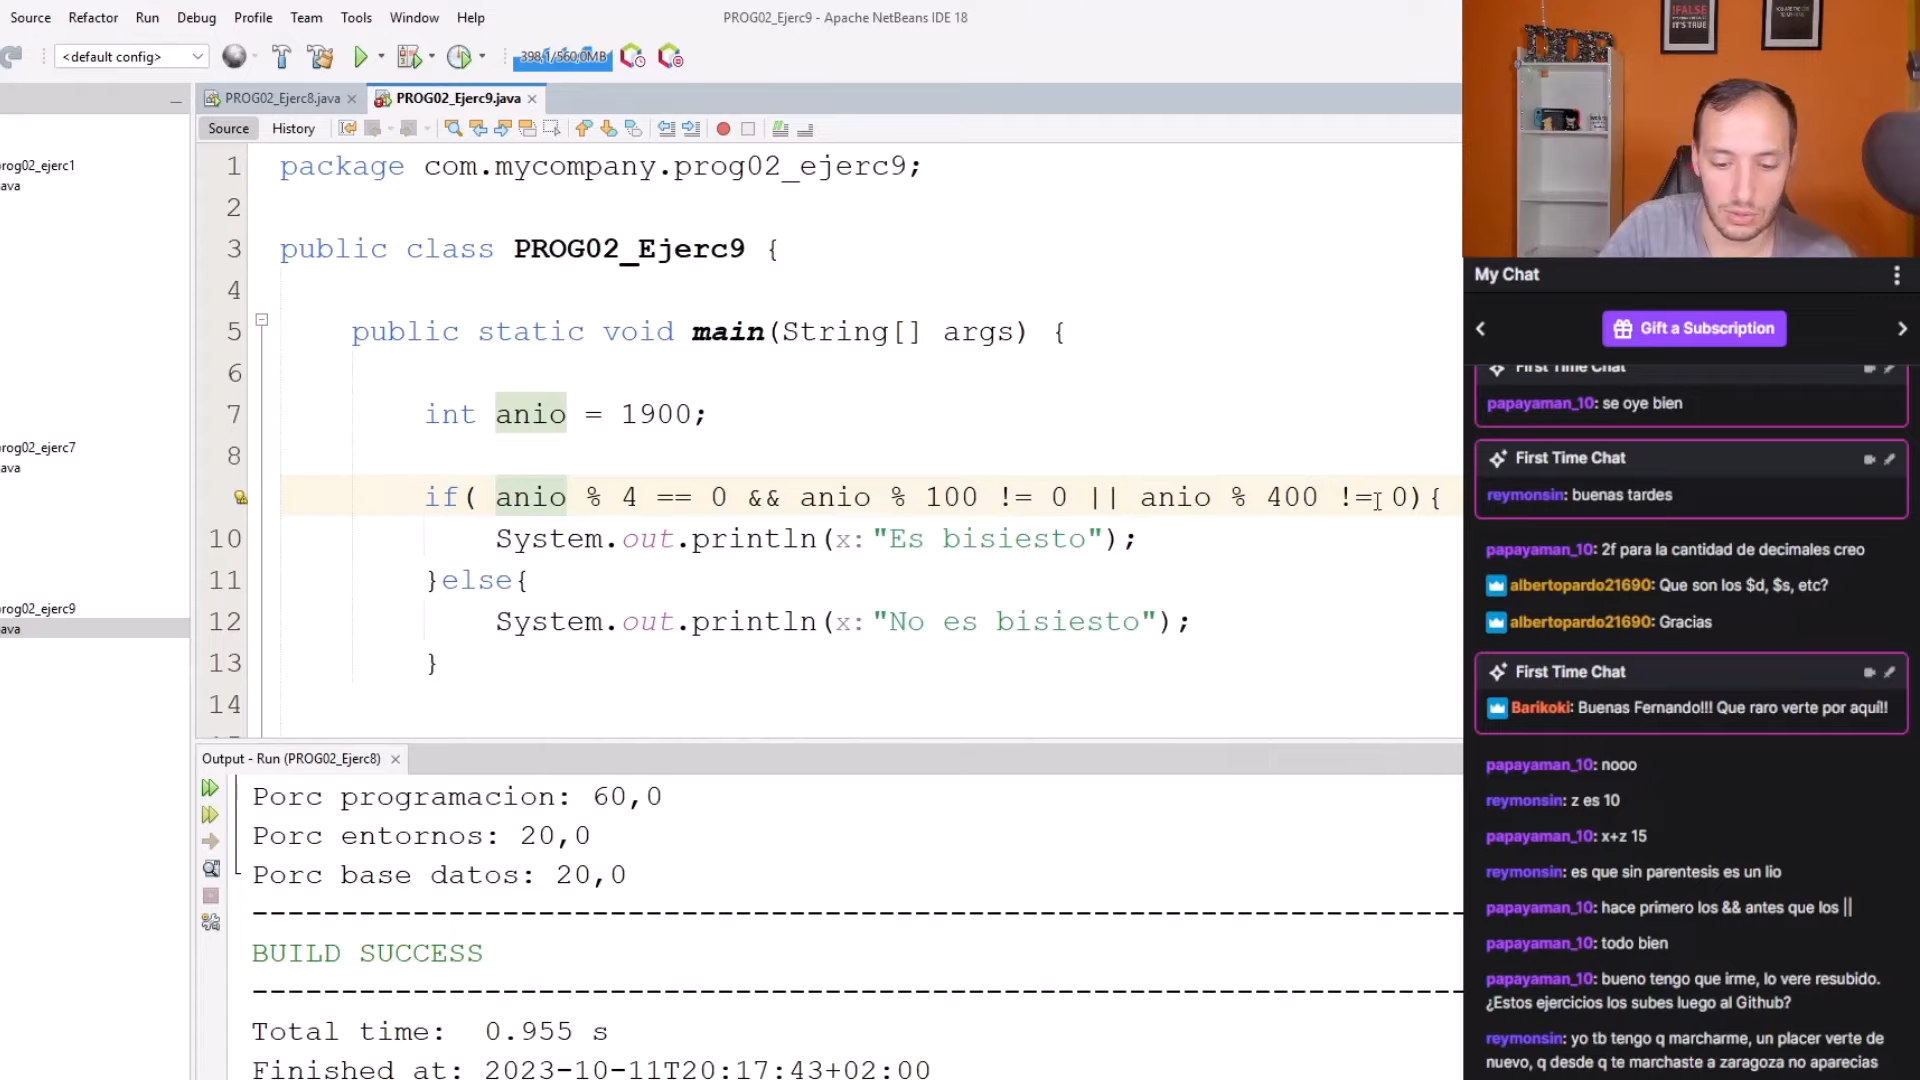 Source Refactor Run Debug Profile Team Tools Window Help
PROG02_Ejerc9 - Apache NetBeans IDE 18
<default config>
398,1/560,0MB
PROG02_Ejerc8.java
PROG02_Ejerc9.java
Source History
rog02_ejerc1
ava
rog02_ejerc7
ava
rog02_ejerc9
ava
1 package com.mycompany.prog02_ejerc9;
2
3 public class PROG02_Ejerc9 {
4
5 public static void main(String[] args) {
6
7 int anio = 1900;
8
if( anio % 4 == 0 && anio % 100 != 0 || anio % 400 != 0){
10 System.out.println(x:"Es bisiesto");
11 }else{
12 System.out.println(x:"No es bisiesto");
13 }
14
Output - Run (PROG02_Ejerc8)
Porc programacion: 60,0
Porc entornos: 20,0
Porc base datos: 20,0
------------------------------------------------------------------------
BUILD SUCCESS
------------------------------------------------------------------------
Total time:  0.955 s
Finished at: 2023-10-11T20:17:43+02:00
!FALSE
IT'S TRUE
My Chat
Gift a Subscription
First Time Chat
papayaman_10: se oye bien
First Time Chat
reymonsin: buenas tardes
papayaman_10: 2f para la cantidad de decimales creo
albertopardo21690: Que son los $d, $s, etc?
albertopardo21690: Gracias
First Time Chat
Barikoki: Buenas Fernando!!! Que raro verte por aquí!!
papayaman_10: nooo
reymonsin: z es 10
papayaman_10: x+z 15
reymonsin: es que sin parentesis es un lio
papayaman_10: hace primero los && antes que los ||
papayaman_10: todo bien
papayaman_10: bueno tengo que irme, lo vere resubido.
¿Estos ejercicios los subes luego al Github?
reymonsin: yo tb tengo q marcharme, un placer verte de
nuevo, q desde q te marchaste a zaragoza no aparecias